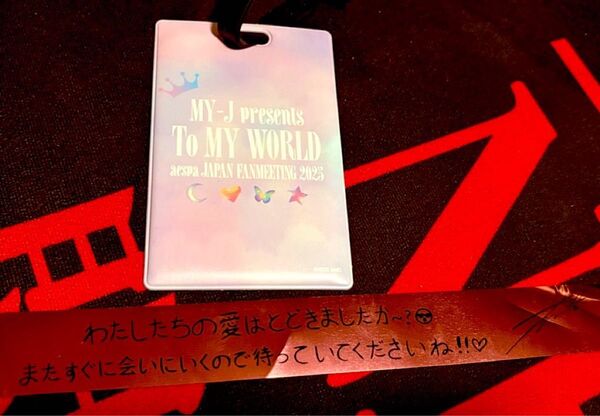 MY-J presents
To MY WORLD
aespa JAPAN FANMEETING 2025
わたしたちの愛はとどきましたか~?
またすぐに会いにいくので待っていてくださいね!!♡